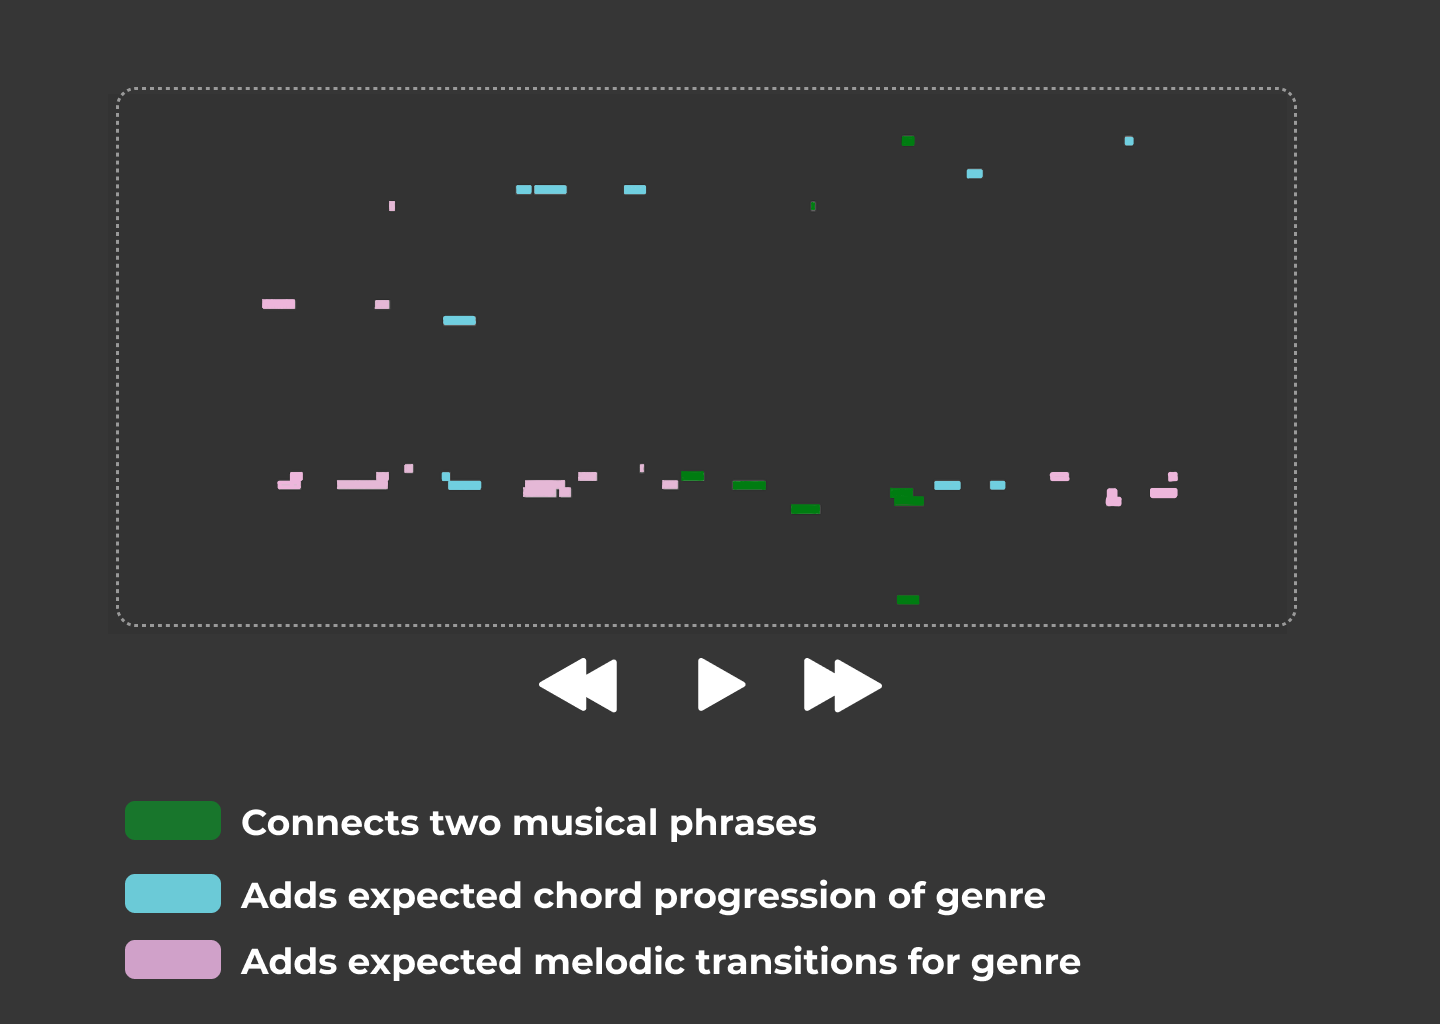 Connects two musical phrases
Adds expected chord progression of genre
Adds expected melodic transitions for genre